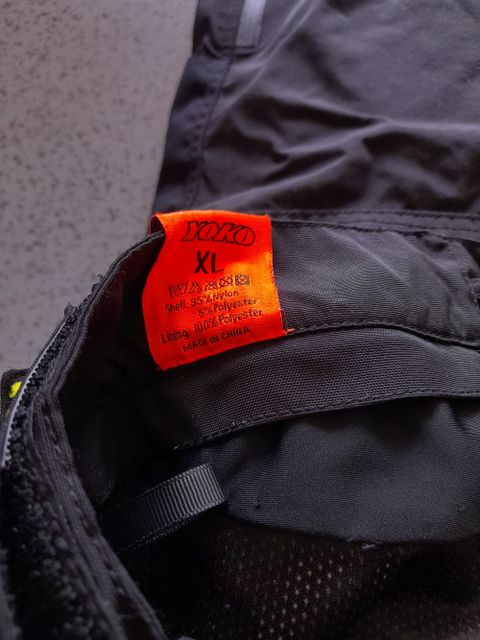 YOKO
XL
Shell: 95%Nylon
5%Polyester
Lining: 100%Polyester
MADE IN CHINA